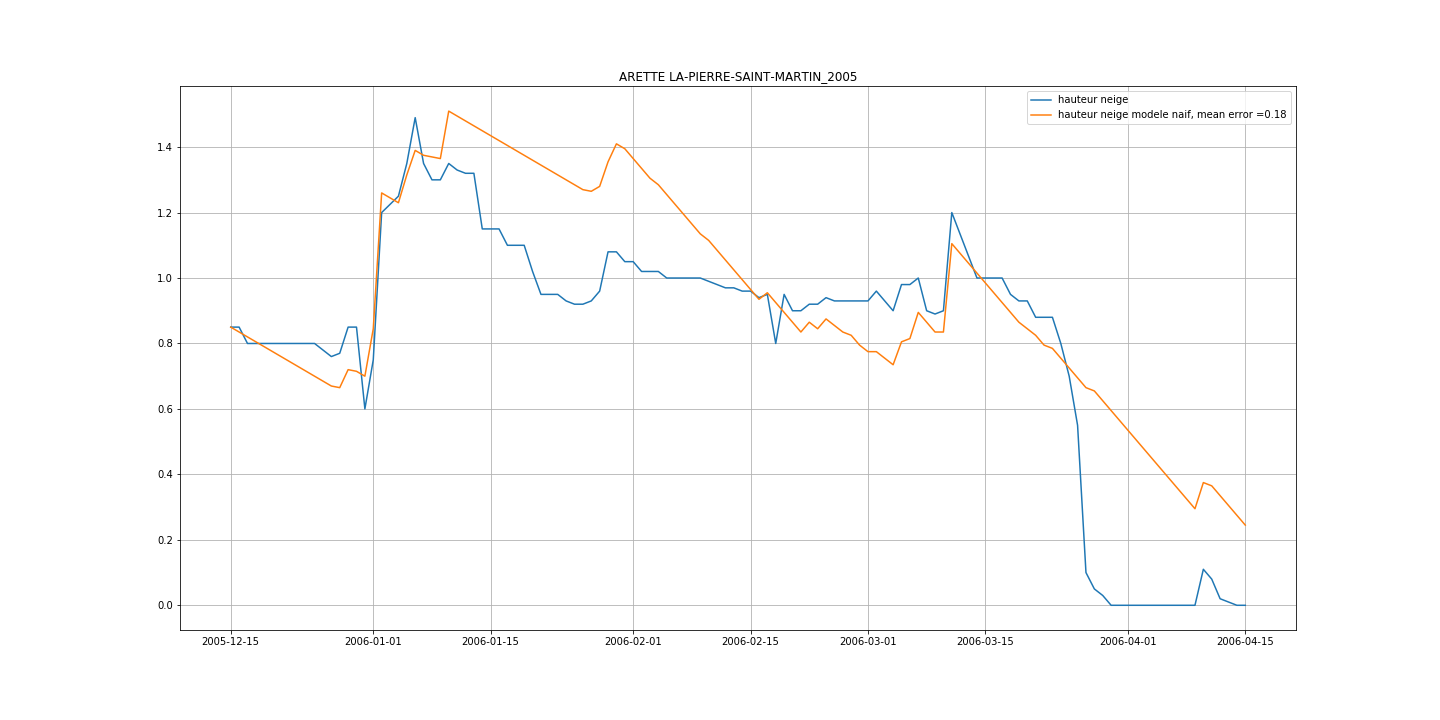 ARETTE LA-PIERRE-SAINT-MARTIN_2005
hauteur neige
hauteur neige modele naif, mean error =0.18
1.4
1.2
1.0
0.8
0.6
0.4
0.2
0.0
2005-12-15 2006-01-01 2006-01-15 2006-02-01 2006-02-15 2006-03-01 2006-03-15 2006-04-01 2006-04-15